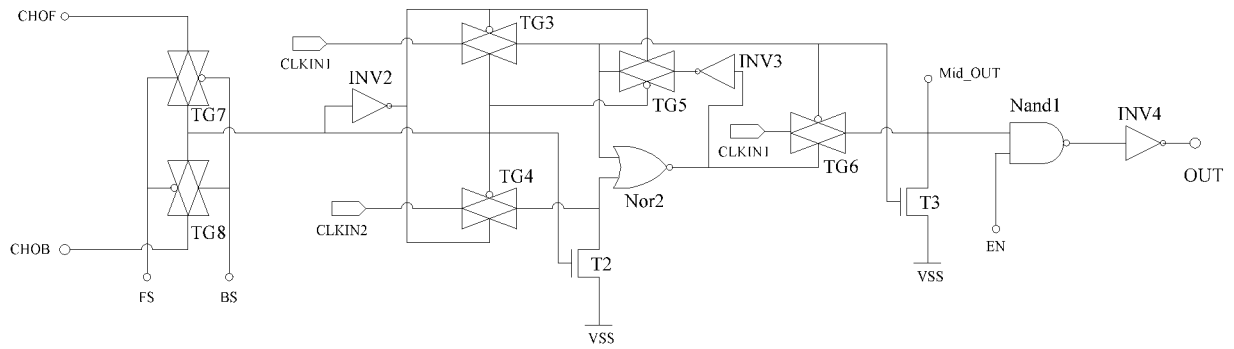 CHOF
TG3
CLKIN1
INV2
INV3
Mid_OUT
TG7
TG5
Nand1
INV4
CLKIN1
TG6
TG4
OUT
Nor2
TG8
CLKIN2
T3
CHOB
EN
T2
VSS
FS
BS
VSS